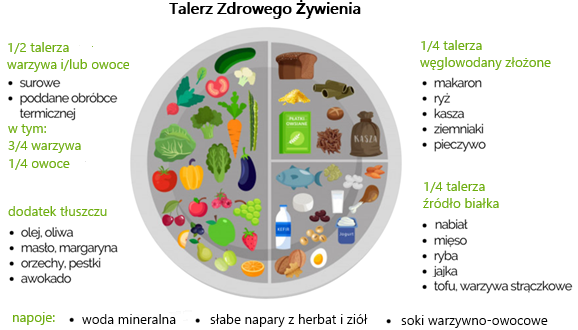 Talerz Zdrowego Żywienia
1/2 talerza
warzywa i/lub owoce
• surowe
• poddane obróbce
termicznej
w tym:
3/4 warzywa
1/4 owoce
dodatek tłuszczu
• olej, oliwa
• masło, margaryna
• orzechy, pestki
• awokado
PŁATKI
OWSIANE
KASZA
KEFIR
jogurt
1/4 talerza
węglowodany złożone
• makaron
• ryż
• kasza
• ziemniaki
• pieczywo
1/4 talerza
źródło białka
• nabiał
• mięso
• ryba
• jajka
• tofu, warzywa strączkowe
napoje: • woda mineralna • słabe napary z herbat i ziół • soki warzywno-owocowe